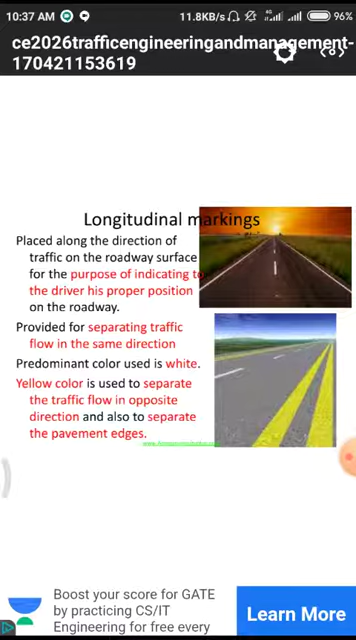 10:37 AM 11.8KB/s 4G 96%
ce2026trafficengineeringandmanagement-
170421153619
Longitudinal markings
Placed along the direction of
traffic on the roadway surface
for the purpose of indicating to
the driver his proper position
on the roadway.
Provided for separating traffic
flow in the same direction
Predominant color used is white.
Yellow color is used to separate
the traffic flow in opposite
direction and also to separate
the pavement edges.
Boost your score for GATE
by practicing CS/IT
Engineering for free every
Learn More